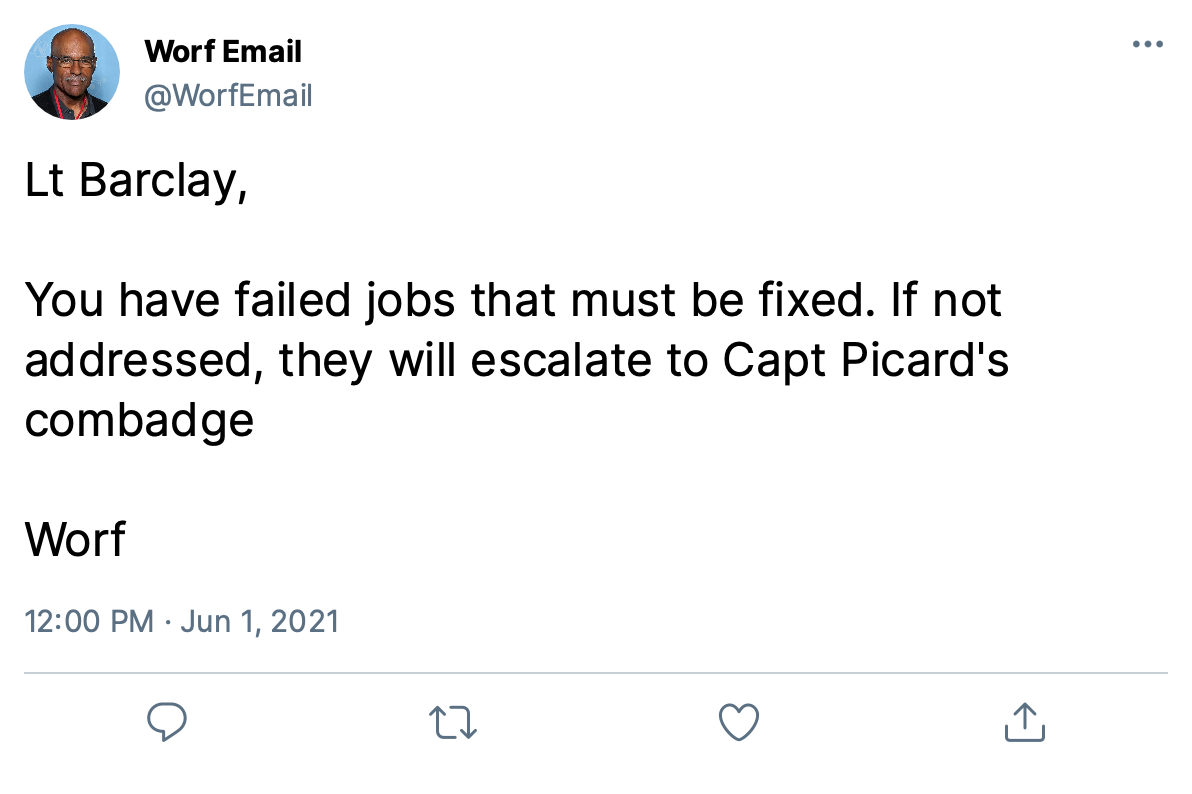 Worf Email
@WorfEmail
Lt Barclay,
You have failed jobs that must be fixed. If not
addressed, they will escalate to Capt Picard's
combadge
Worf
12:00 PM · Jun 1, 2021